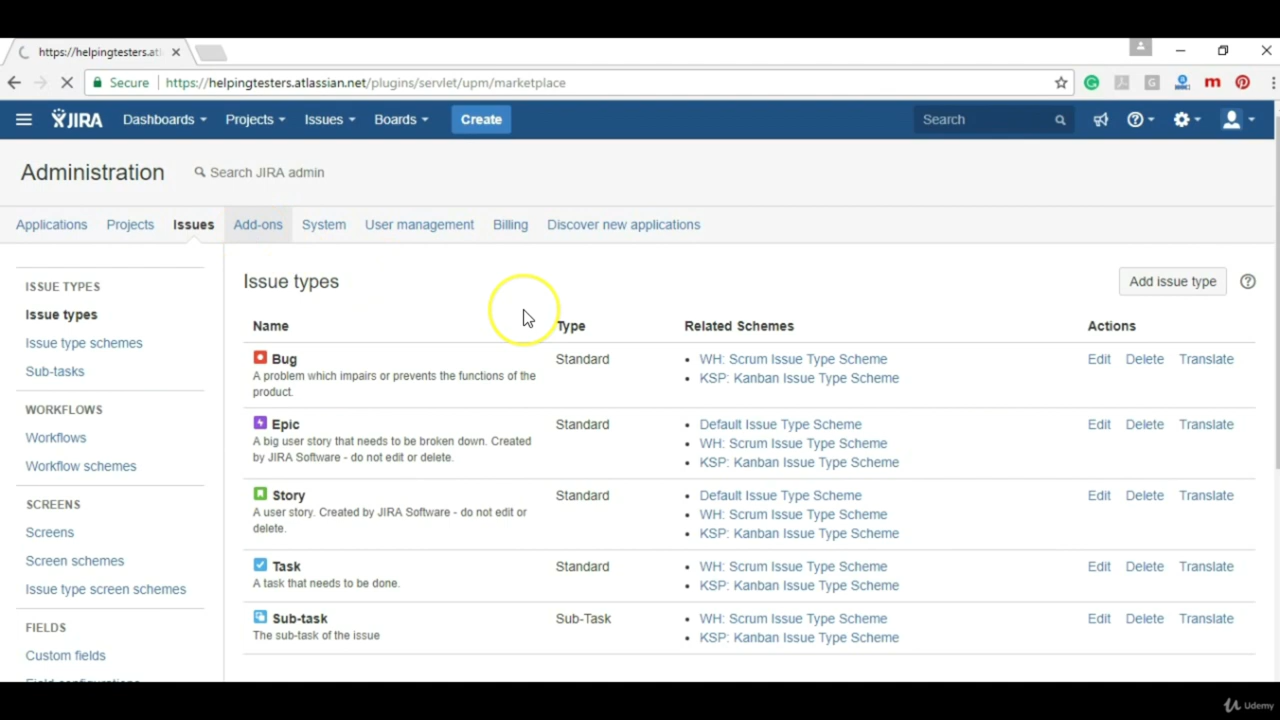 https://helpingtesters.atl
Secure https://helpingtesters.atlassian.net/plugins/servlet/upm/marketplace
JIRA Dashboards Projects Issues Boards Create Search
Administration Search JIRA admin
Applications Projects Issues Add-ons System User management Billing Discover new applications
ISSUE TYPES
Issue types
Issue type schemes
Sub-tasks
WORKFLOWS
Workflows
Workflow schemes
SCREENS
Screens
Screen schemes
Issue type screen schemes
FIELDS
Custom fields
Field configurations
Issue types Add issue type
Name Type Related Schemes Actions
Bug Standard WH: Scrum Issue Type Scheme Edit Delete Translate
A problem which impairs or prevents the functions of the KSP: Kanban Issue Type Scheme
product.
Epic Standard Default Issue Type Scheme Edit Delete Translate
A big user story that needs to be broken down. Created WH: Scrum Issue Type Scheme
by JIRA Software - do not edit or delete. KSP: Kanban Issue Type Scheme
Story Standard Default Issue Type Scheme Edit Delete Translate
A user story. Created by JIRA Software - do not edit or WH: Scrum Issue Type Scheme
delete. KSP: Kanban Issue Type Scheme
Task Standard WH: Scrum Issue Type Scheme Edit Delete Translate
A task that needs to be done. KSP: Kanban Issue Type Scheme
Sub-task Sub-Task WH: Scrum Issue Type Scheme Edit Delete Translate
The sub-task of the issue KSP: Kanban Issue Type Scheme
Udemy